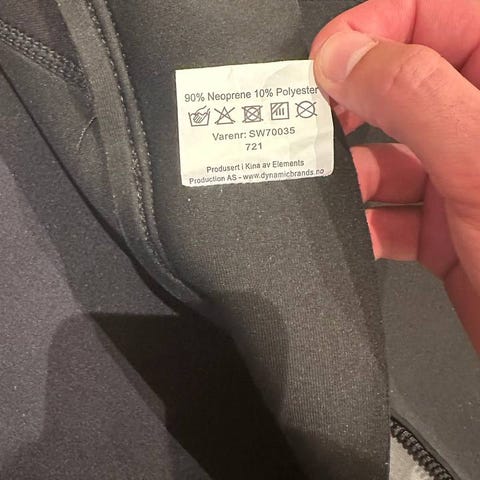 90% Neoprene 10% Polyester
Varenr: SW70035
721
Produsert i Kina av Elements
Production AS - www.dynamicbrands.no